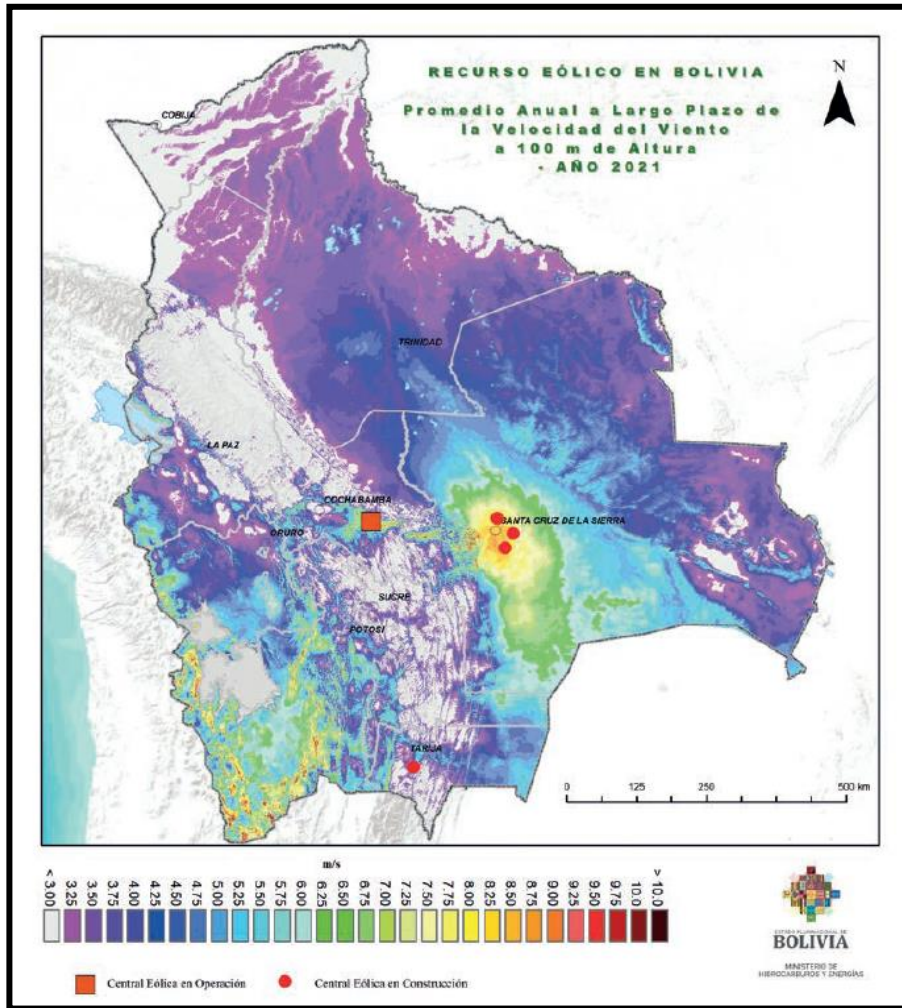 RECURSO EÓLICO EN BOLIVIA
Promedio Anual a Largo Plazo de
la Velocidad del Viento
a 100 m de Altura
- AÑO 2021
N
COBIJA
TRINIDAD
LA PAZ
COCHABAMBA
SANTA CRUZ DE LA SIERRA
ORURO
SUCRE
POTOSI
TARIJA
0 125 250 500 km
m/s
< 3.00 3.25 3.50 3.75 4.00 4.25 4.50 4.75 5.00 5.25 5.50 5.75 6.00 6.25 6.50 6.75 7.00 7.25 7.50 7.75 8.00 8.25 8.50 8.75 9.00 9.25 9.50 9.75 10.0 > 10.0
Central Eólica en Operación
Central Eólica en Construcción
ESTADO PLURINACIONAL DE
BOLIVIA
MINISTERIO DE
HIDROCARBUROS Y ENERGÍAS